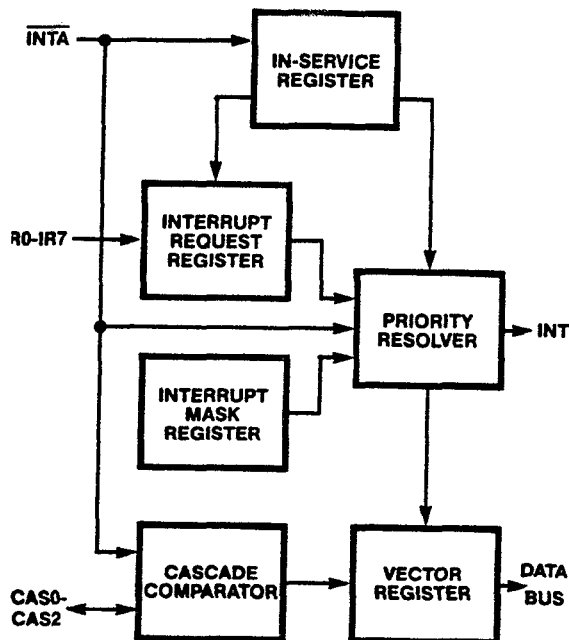 INTA
IN-SERVICE
REGISTER
INTERRUPT
REQUEST
REGISTER
R0-IR7
PRIORITY
RESOLVER
INT
INTERRUPT
MASK
REGISTER
CASCADE
COMPARATOR
VECTOR
REGISTER
DATA
BUS
CAS0-
CAS2